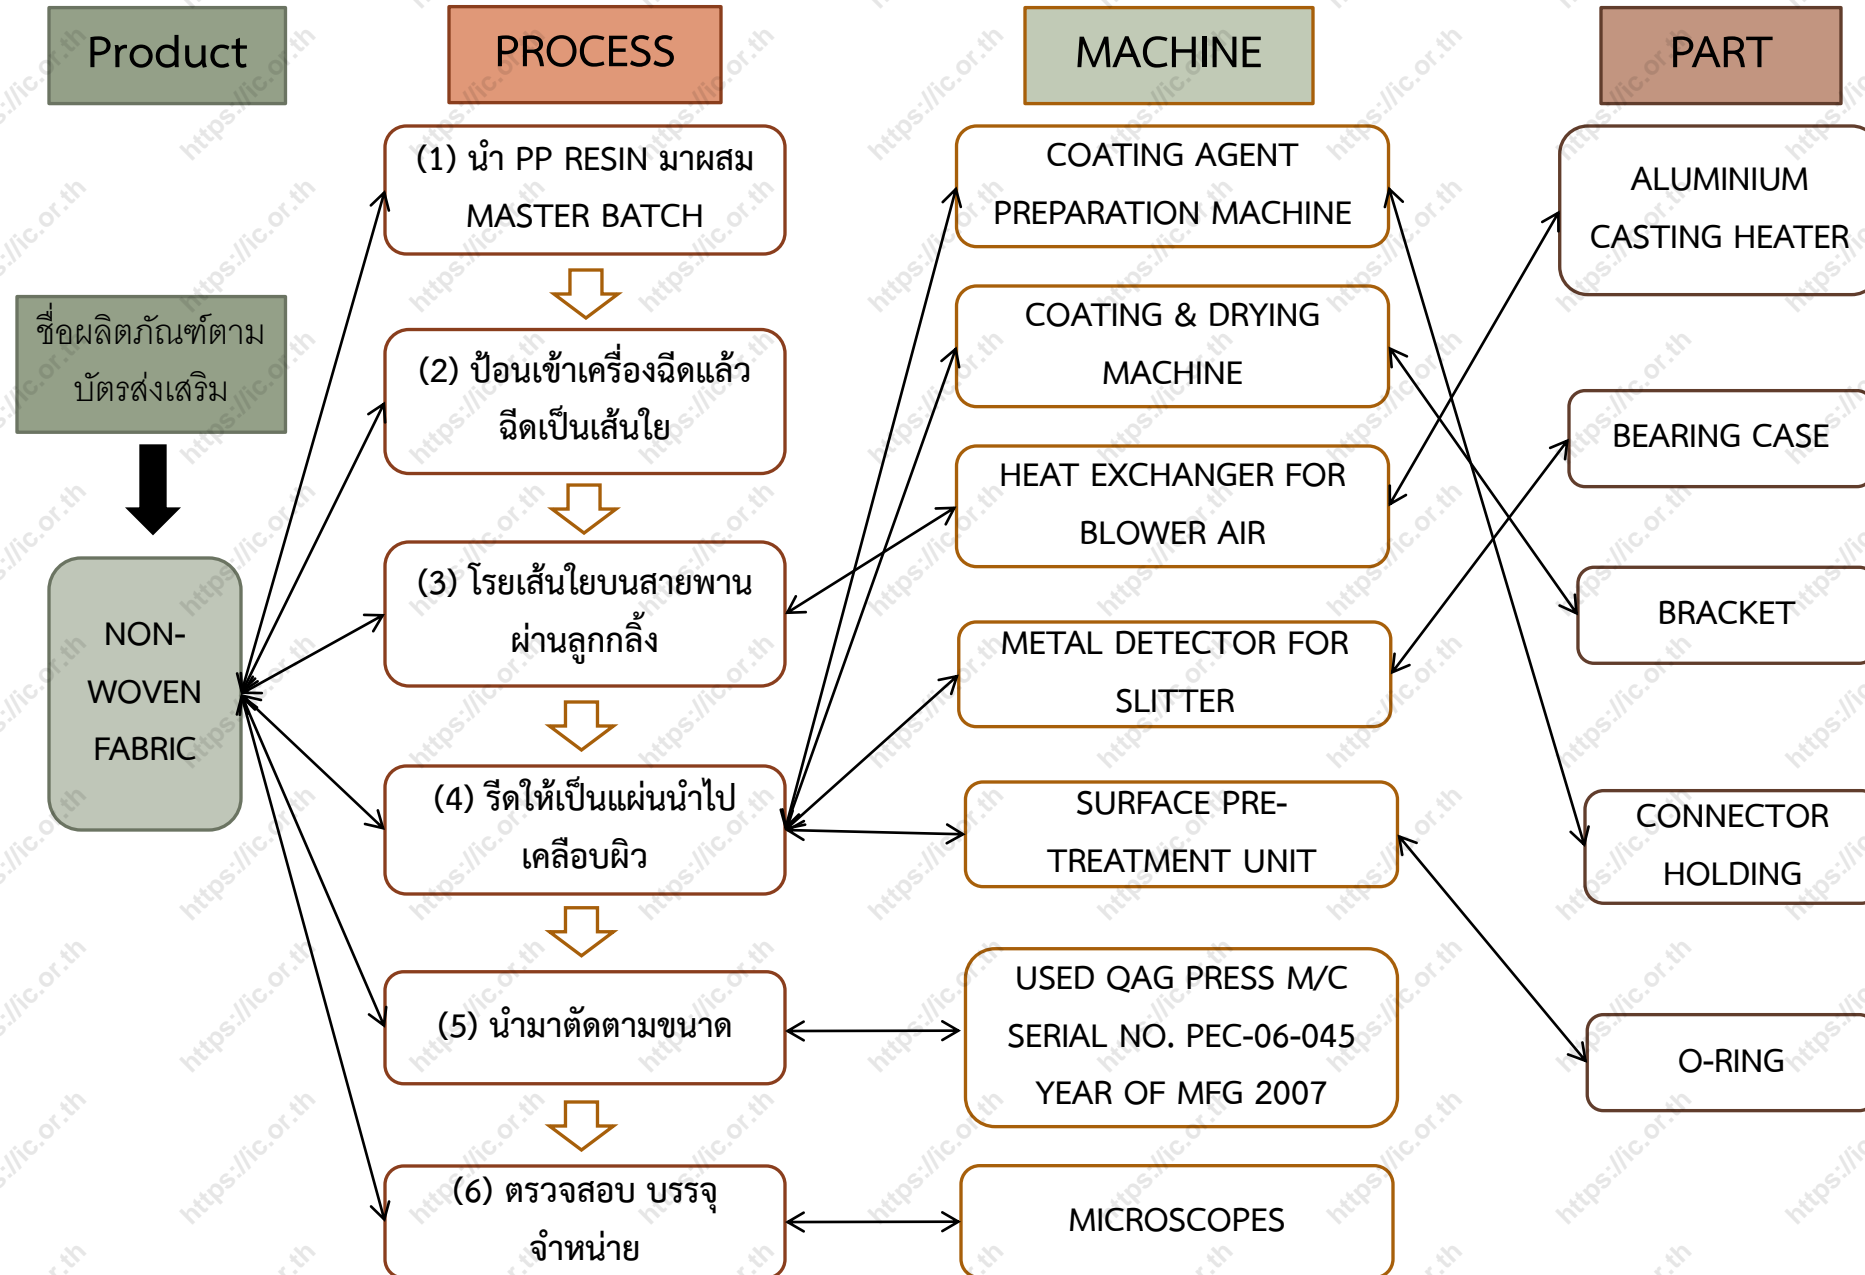 Product
PROCESS
MACHINE
PART
ชื่อผลิตภัณฑ์ตาม
บัตรส่งเสริม
NON-
WOVEN
FABRIC
(1) นำ PP RESIN มาผสม
MASTER BATCH
(2) ป้อนเข้าเครื่องฉีดแล้ว
ฉีดเป็นเส้นใย
(3) โรยเส้นใยบนสายพาน
ผ่านลูกกลิ้ง
(4) รีดให้เป็นแผ่นนำไป
เคลือบผิว
(5) นำมาตัดตามขนาด
(6) ตรวจสอบ บรรจุ
จำหน่าย
COATING AGENT
PREPARATION MACHINE
COATING & DRYING
MACHINE
HEAT EXCHANGER FOR
BLOWER AIR
METAL DETECTOR FOR
SLITTER
SURFACE PRE-
TREATMENT UNIT
USED QAG PRESS M/C
SERIAL NO. PEC-06-045
YEAR OF MFG 2007
MICROSCOPES
ALUMINIUM
CASTING HEATER
BEARING CASE
BRACKET
CONNECTOR
HOLDING
O-RING
https://ic.or.th